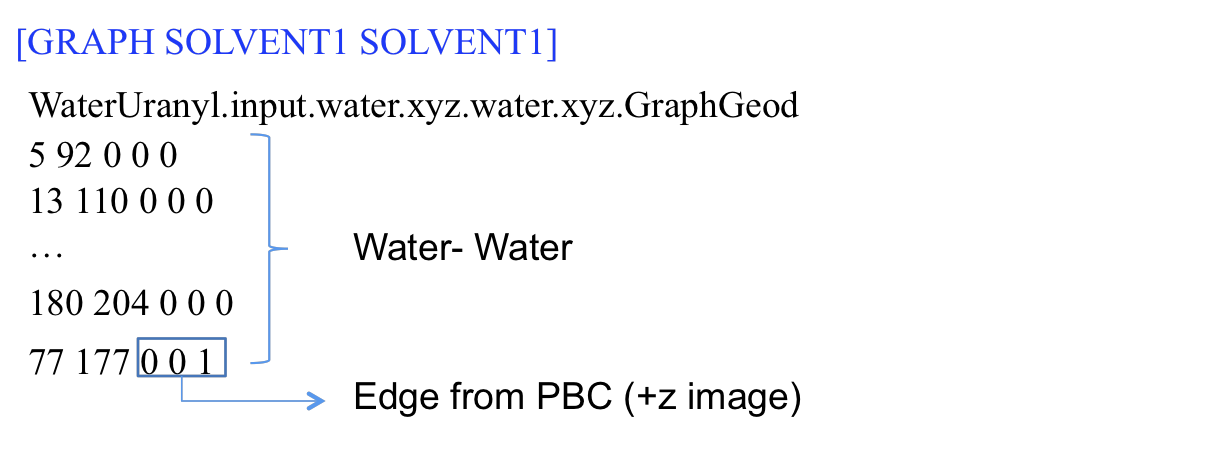 [GRAPH SOLVENT1 SOLVENT1]
WaterUranyl.input.water.xyz.water.xyz.GraphGeod
5 92 0 0 0
13 110 0 0 0
…
Water- Water
180 204 0 0 0
77 177 0 0 1
Edge from PBC (+z image)